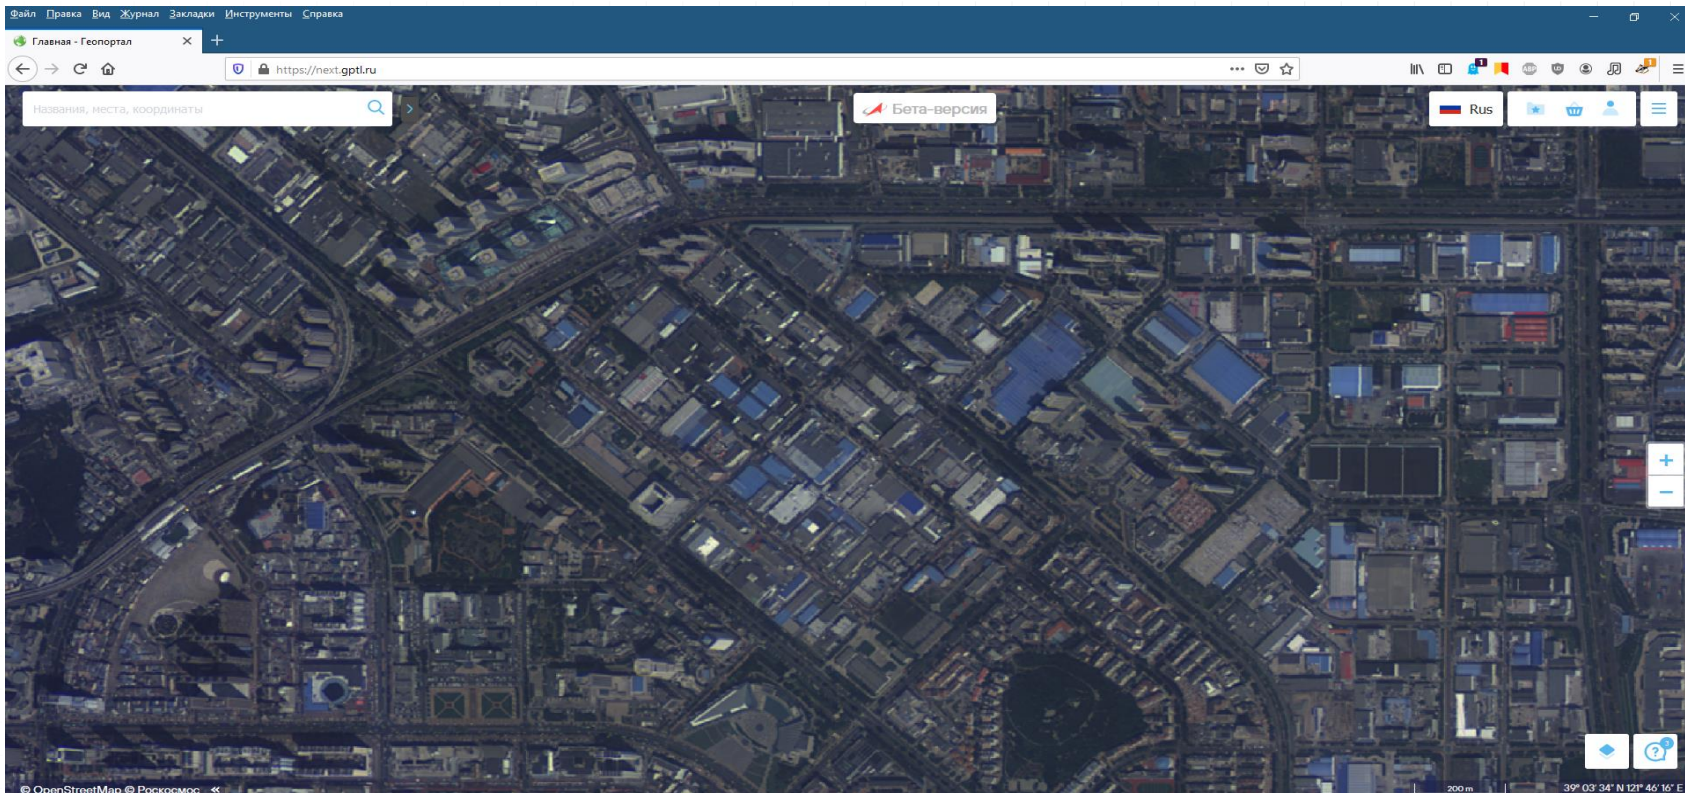 Файл Правка Вид Журнал Закладки Инструменты Справка
Главная - Геопортал
https://next.gptl.ru
Названия, места, координаты
Бета-версия
Rus
© OpenStreetMap © Роскосмос
200 m
39° 03' 34" N 121° 46' 16" E